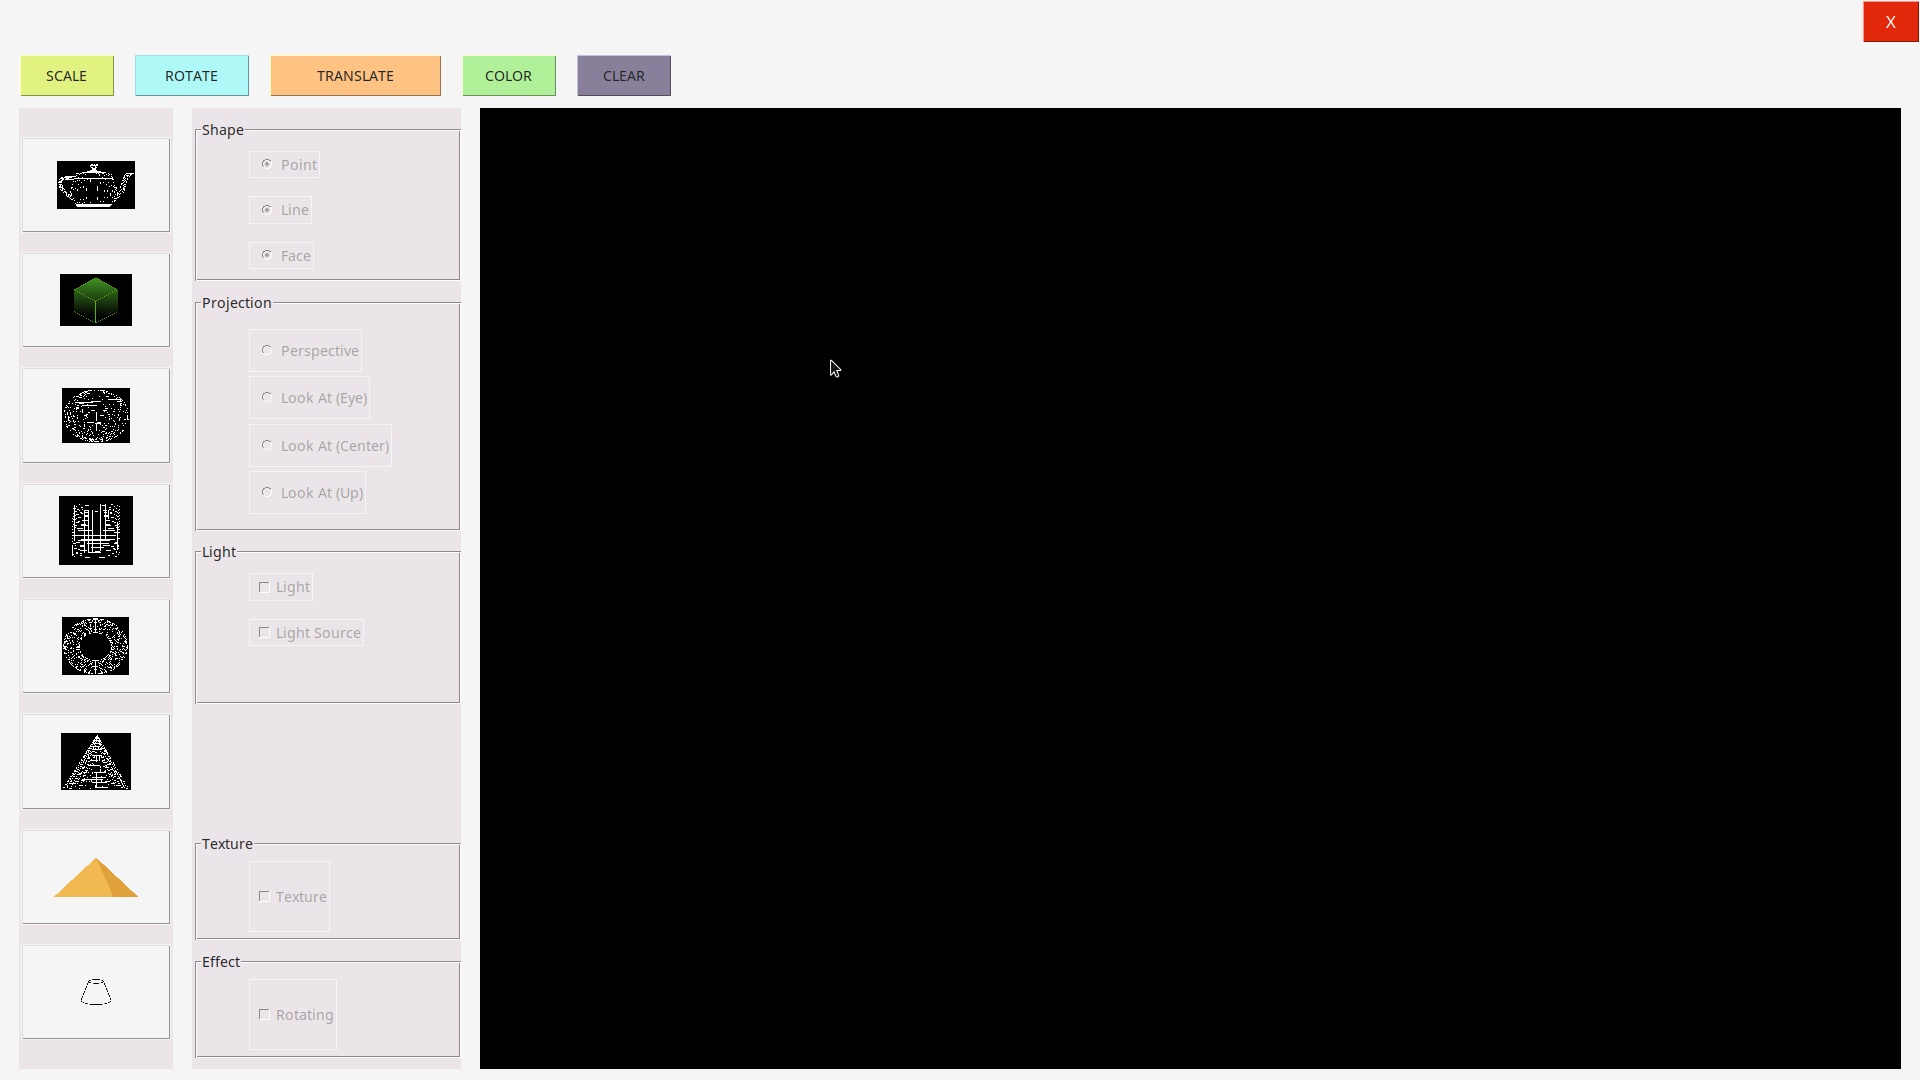 X
SCALE ROTATE TRANSLATE COLOR CLEAR
Shape
Point
Line
Face
Projection
Perspective
Look At (Eye)
Look At (Center)
Look At (Up)
Light
Light
Light Source
Texture
Texture
Effect
Rotating